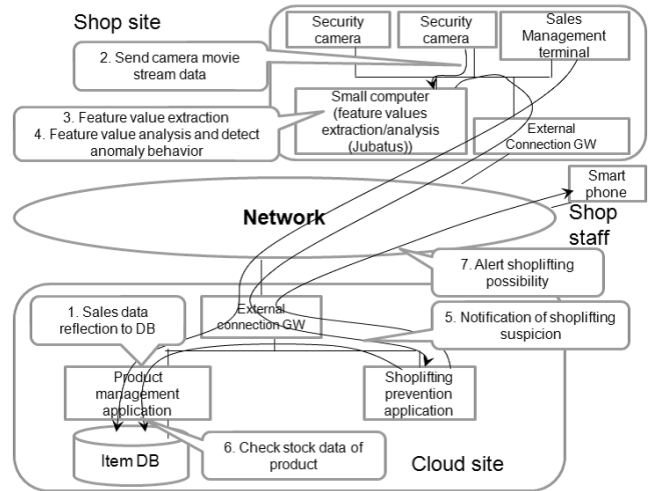 Shop site
Security
camera
Security
camera
Sales
Management
terminal
2. Send camera movie
stream data
3. Feature value extraction
4. Feature value analysis and detect
anomaly behavior
Small computer
(feature values
extraction/analysis
(Jubatus))
External
Connection GW
Smart
phone
Network
Shop
staff
7. Alert shoplifting
possibility
1. Sales data
reflection to DB
External
connection GW
5. Notification of shoplifting
suspicion
Product
management
application
Shoplifting
prevention
application
Item DB
6. Check stock data of
product
Cloud site